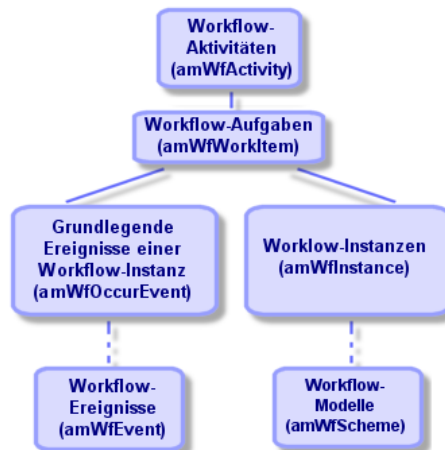 Workflow-
Aktivitäten
(amWfActivity)
Workflow-Aufgaben
(amWfWorkItem)
Grundlegende
Ereignisse einer
Workflow-Instanz
(amWfOccurEvent)
Worklow-Instanzen
(amWfInstance)
Workflow-
Ereignisse
(amWfEvent)
Workflow-
Modelle
(amWfScheme)